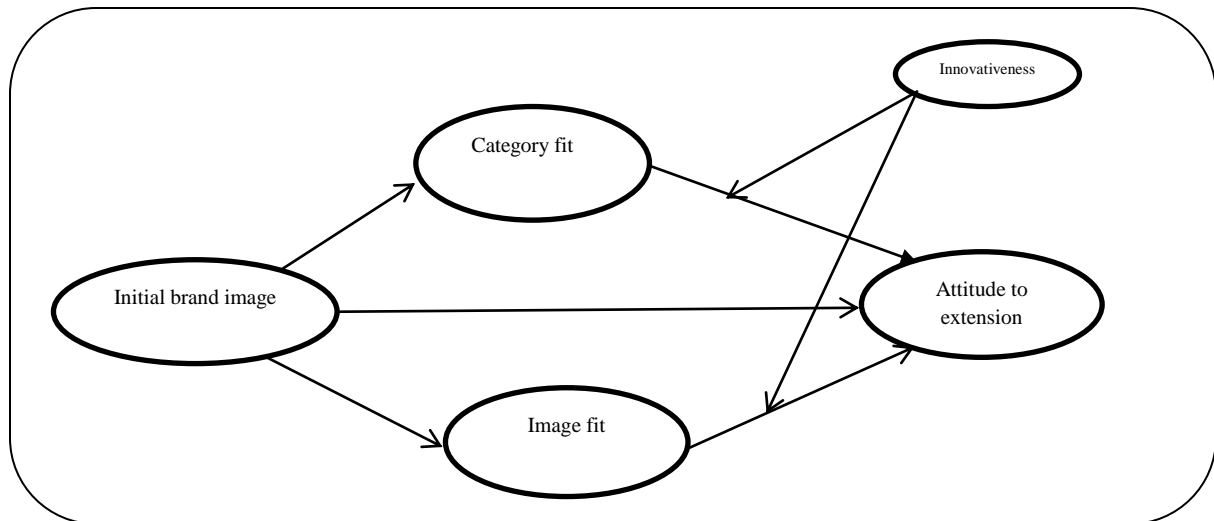 Innovativeness
Category fit
Initial brand image
Attitude to
extension
Image fit